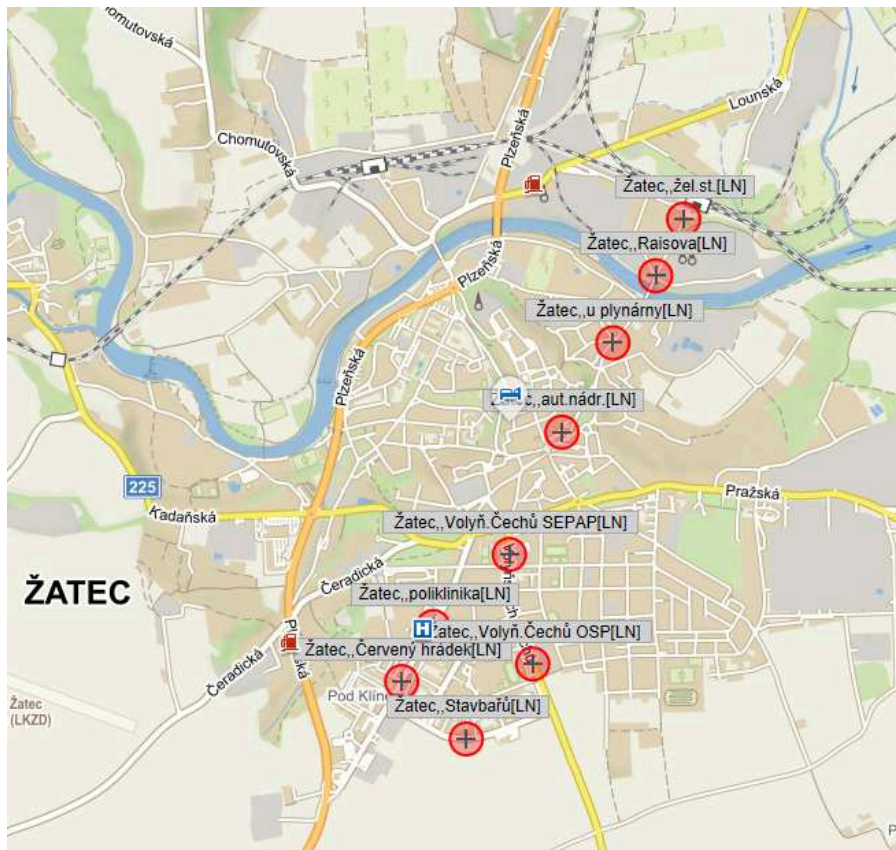 Chomutovská
Lounská
Plzeňská
Chomutovská
Žatec,,žel.st.[LN]
Žatec,,Raisova[LN]
Plzeňská
Žatec,,u plynárny[LN]
Plzeňská
Žatec,,aut.nádr.[LN]
225
Pražská
Kadaňská
Žatec,,Volyň.Čechů SEPAP[LN]
Čeradická
ŽATEC
Žatec,,poliklinika[LN]
H
Žatec,,Volyň.Čechů OSP[LN]
Žatec,,Červený hrádek[LN]
Čeradická
Pod Klín
Žatec
(LKZD)
Žatec,,Stavbařů[LN]
P